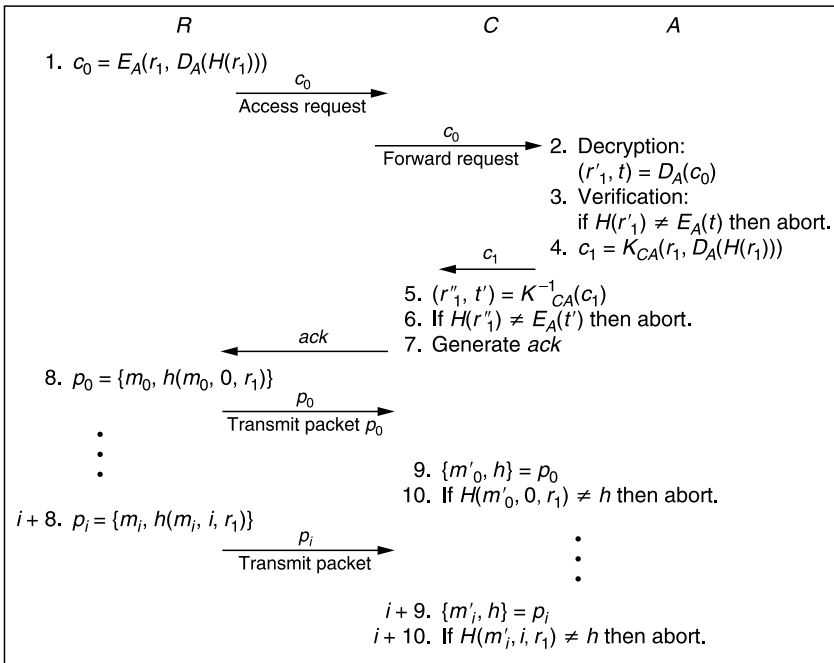 R C A
1. c₀ = E_A(r₁, D_A(H(r₁)))
c₀
Access request
c₀
Forward request
2. Decryption:
(r'₁, t) = D_A(c₀)
3. Verification:
if H(r'₁) ≠ E_A(t) then abort.
4. c₁ = K_CA(r₁, D_A(H(r₁)))
c₁
5. (r"₁, t') = K⁻¹_CA(c₁)
6. If H(r"₁) ≠ E_A(t') then abort.
7. Generate ack
ack
8. p₀ = {m₀, h(m₀, 0, r₁)}
p₀
Transmit packet p₀
9. {m'₀, h} = p₀
10. If H(m'₀, 0, r₁) ≠ h then abort.
i + 8. pᵢ = {mᵢ, h(mᵢ, i, r₁)}
pᵢ
Transmit packet
i + 9. {m'ᵢ, h} = pᵢ
i + 10. If H(m'ᵢ, i, r₁) ≠ h then abort.